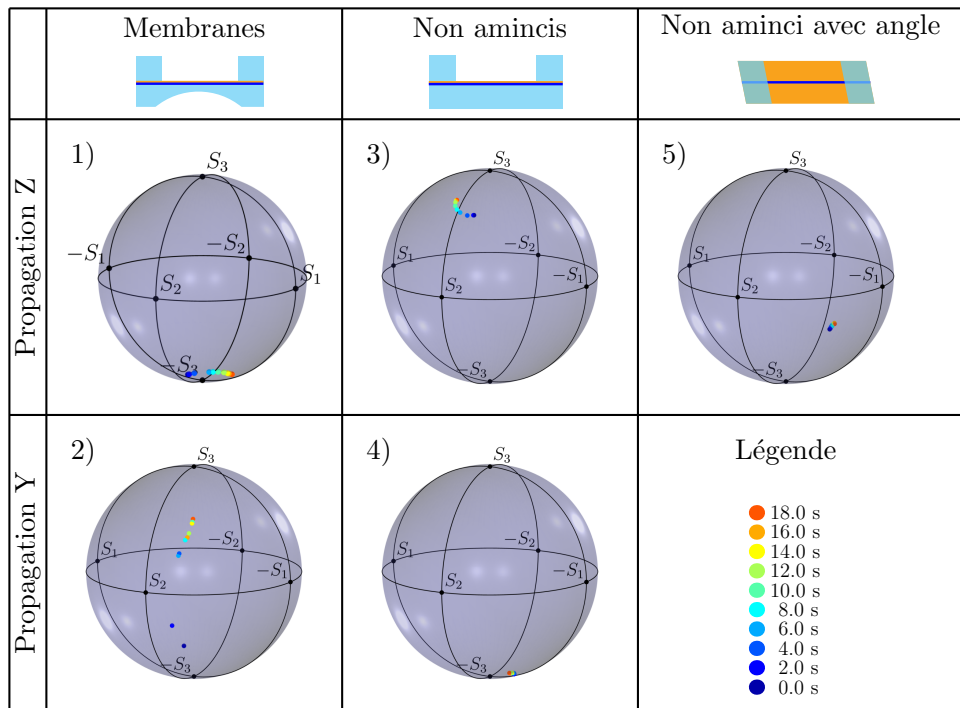 Membranes
Non amincis
Non aminci avec angle
Propagation Z
1)
S₃
−S₁
−S₂
S₂
S₁
−S₃
3)
S₃
S₁
−S₂
−S₁
S₂
−S₃
5)
S₃
−S₂
−S₁
S₂
−S₃
Propagation Y
2)
S₃
S₁
−S₂
−S₁
S₂
−S₃
4)
S₃
S₁
−S₂
−S₁
S₂
−S₃
Légende
18.0 s
16.0 s
14.0 s
12.0 s
10.0 s
8.0 s
6.0 s
4.0 s
2.0 s
0.0 s